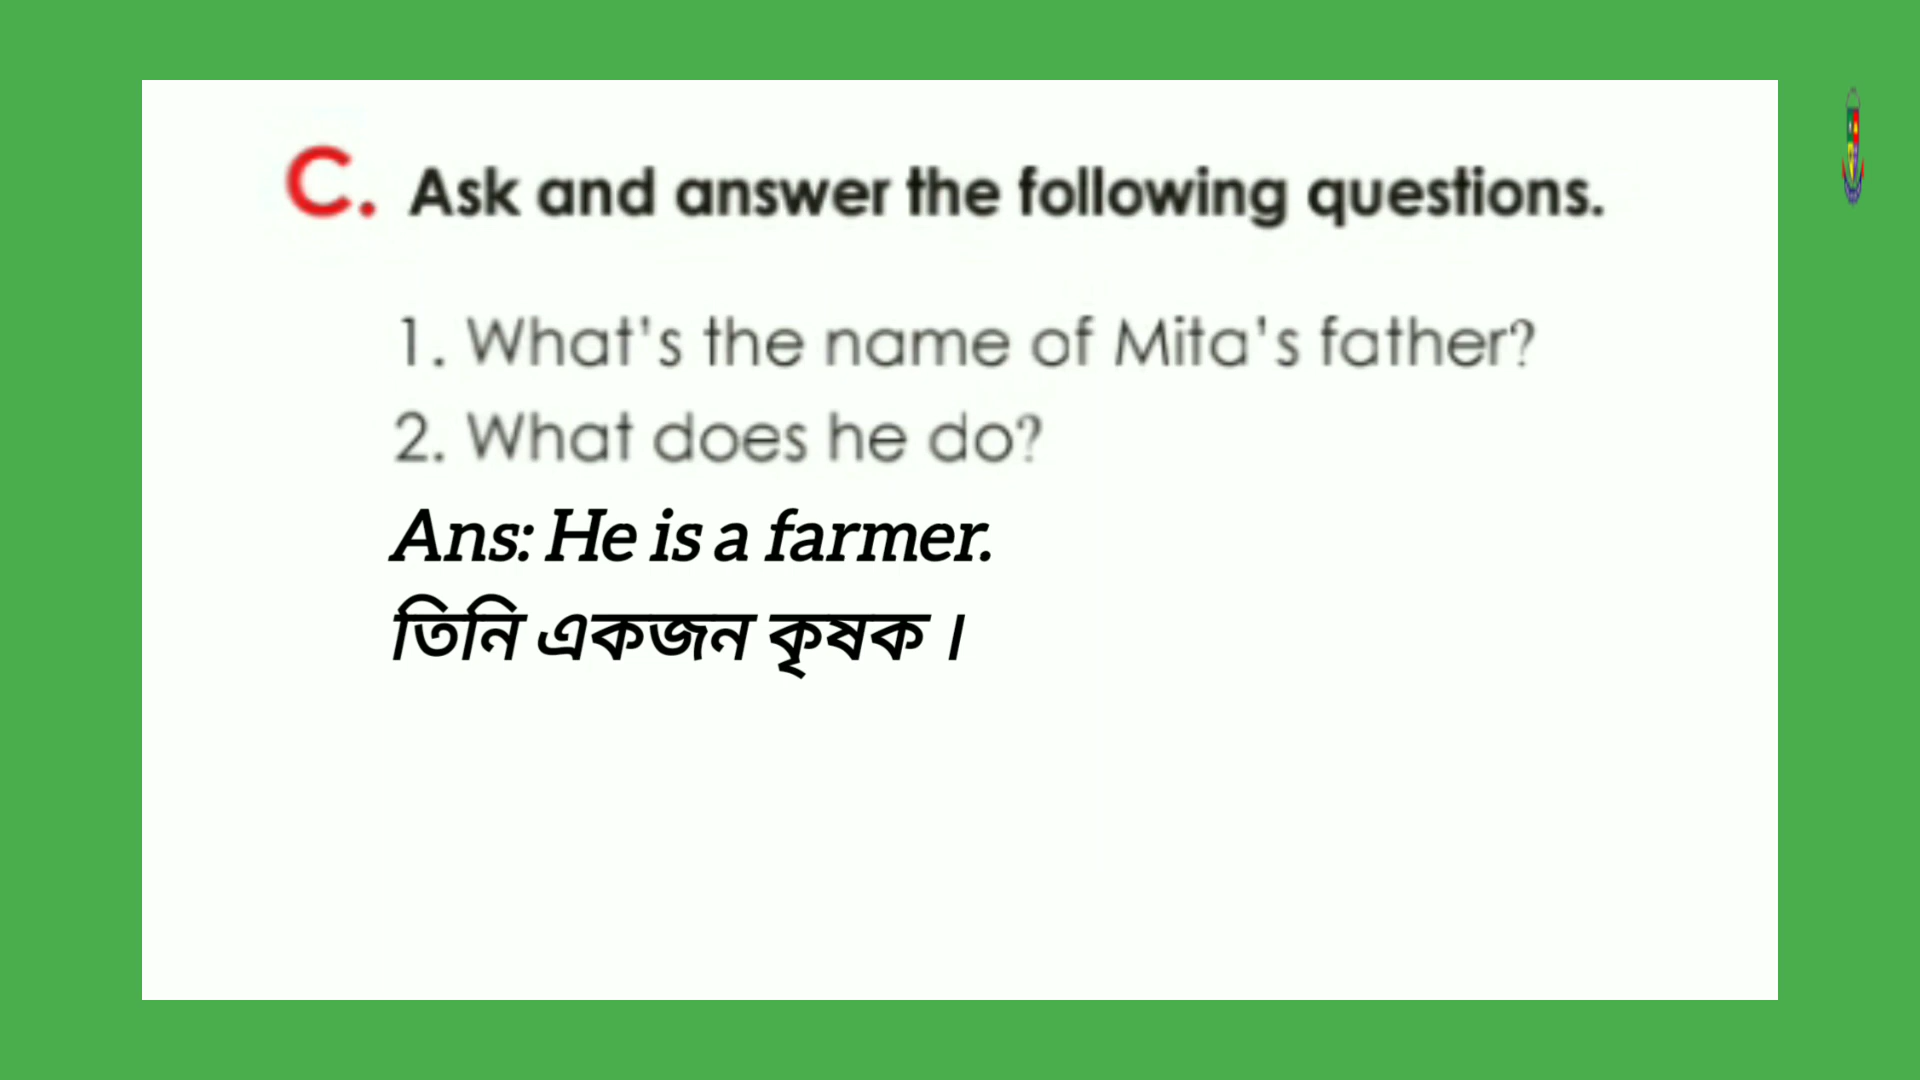 C. Ask and answer the following questions.
1. What's the name of Mita's father?
2. What does he do?
Ans: He is a farmer.
তিনি একজন কৃষক ।